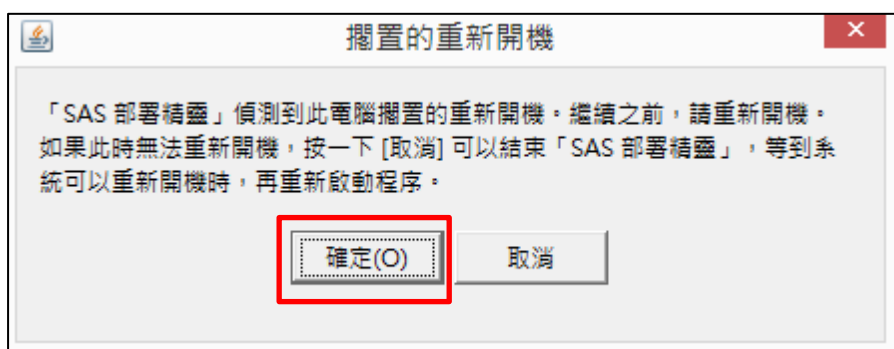 擱置的重新開機
「SAS 部署精靈」偵測到此電腦擱置的重新開機。繼續之前，請重新開機。
如果此時無法重新開機，按一下 [取消] 可以結束「SAS 部署精靈」，等到系
統可以重新開機時，再重新啟動程序。
確定(O)
取消